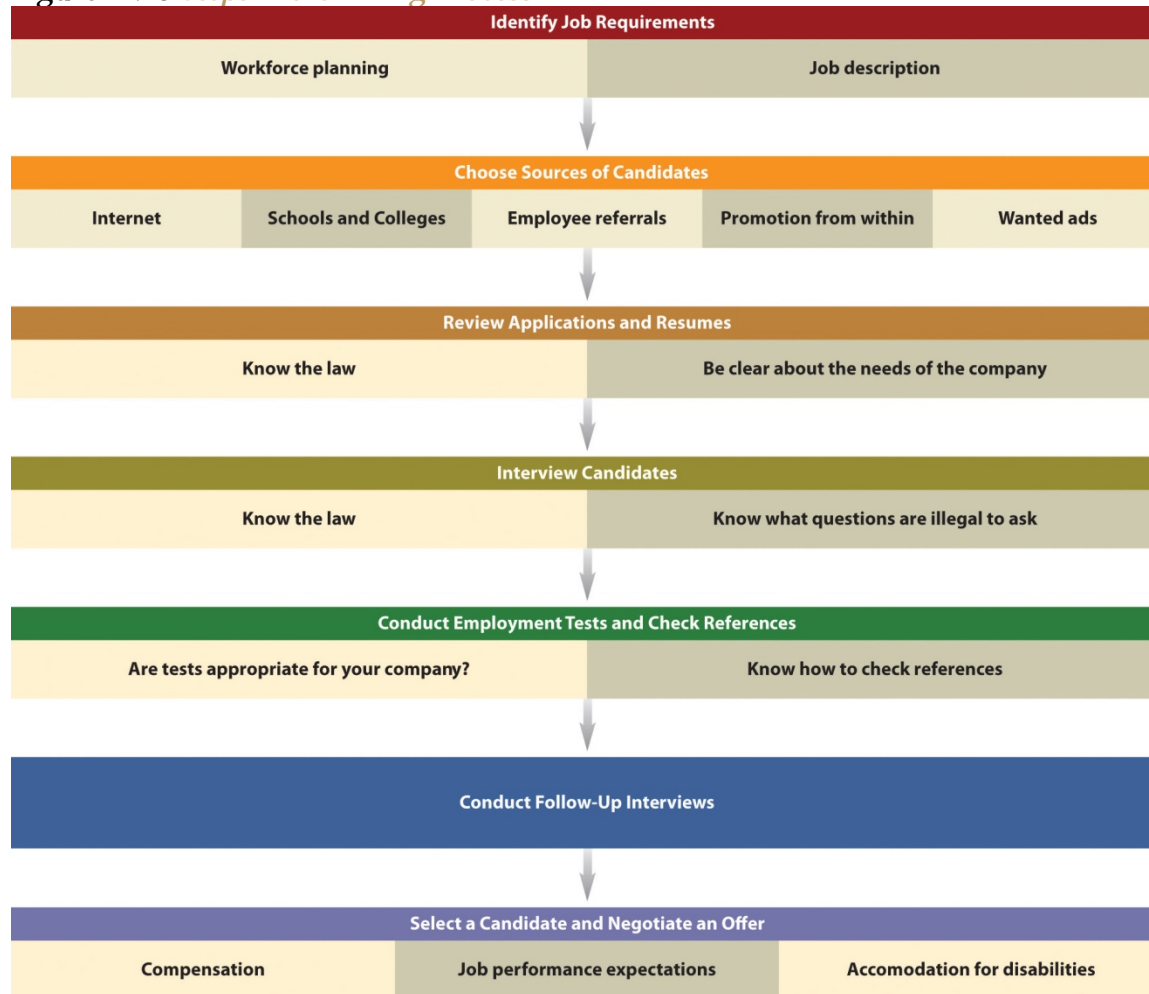 Identify Job Requirements
Workforce planning
Job description
Choose Sources of Candidates
Internet
Schools and Colleges
Employee referrals
Promotion from within
Wanted ads
Review Applications and Resumes
Know the law
Be clear about the needs of the company
Interview Candidates
Know the law
Know what questions are illegal to ask
Conduct Employment Tests and Check References
Are tests appropriate for your company?
Know how to check references
Conduct Follow-Up Interviews
Select a Candidate and Negotiate an Offer
Compensation
Job performance expectations
Accomodation for disabilities